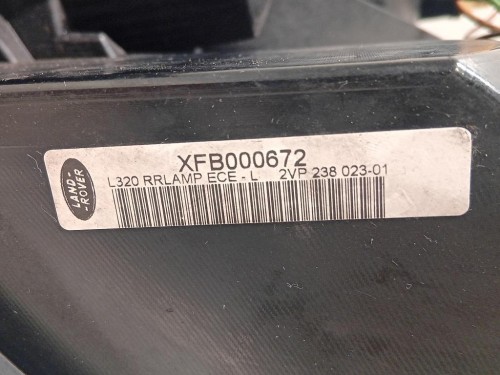 XFB000672
LAND-
-ROVER
L320 RRLAMP ECE - L 2VP 238 023-01